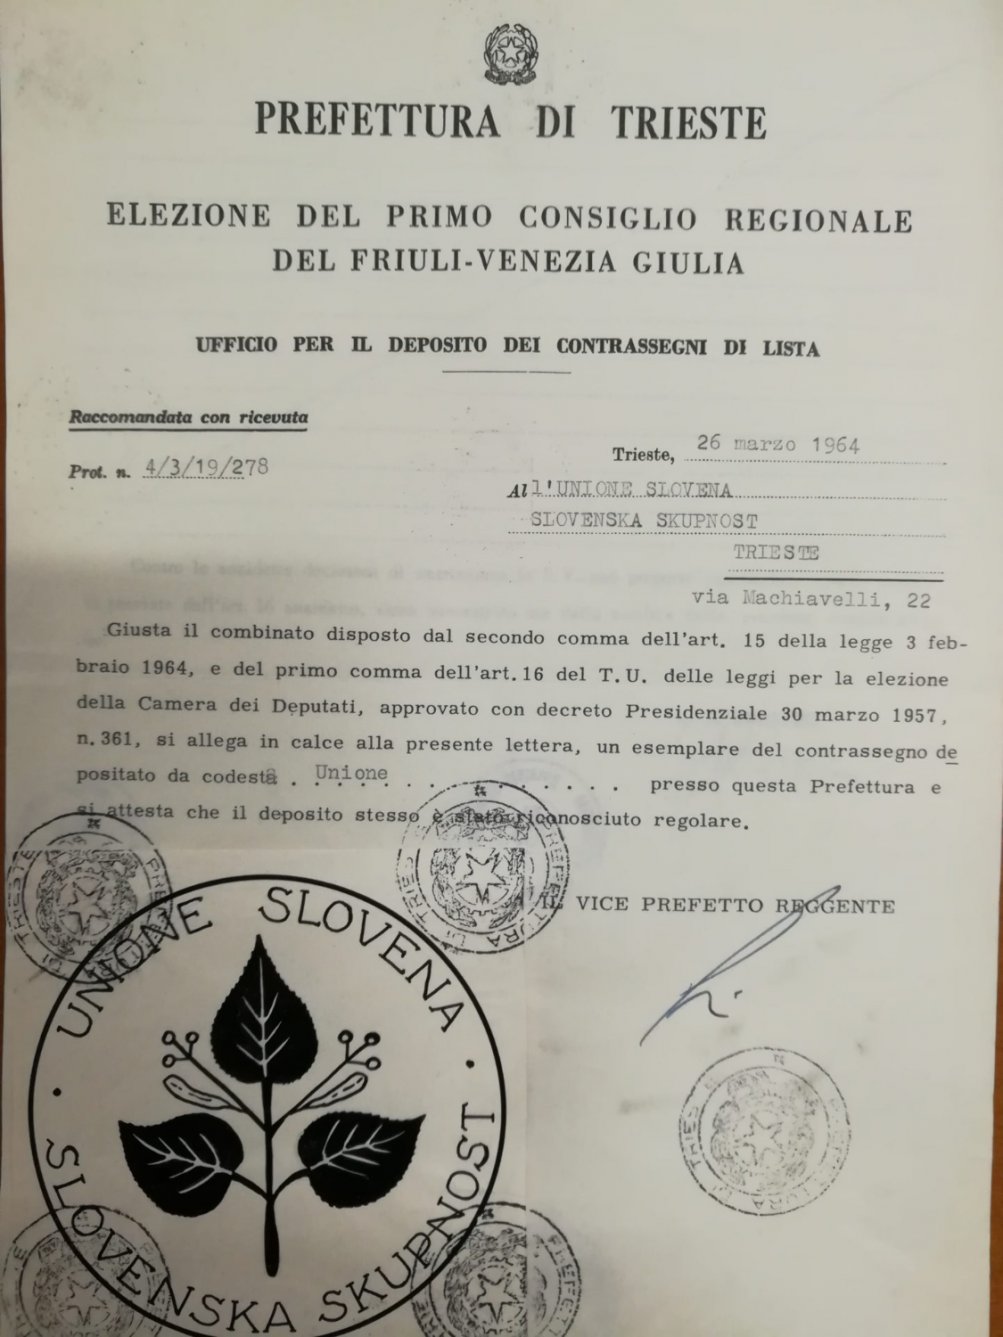 PREFETTURA DI TRIESTE
ELEZIONE DEL PRIMO CONSIGLIO REGIONALE
DEL FRIULI-VENEZIA GIULIA
UFFICIO PER IL DEPOSITO DEI CONTRASSEGNI DI LISTA
Raccomandata con ricevuta
Trieste, 26 marzo 1964
Prot. n. 4/3/19/278
All'UNIONE SLOVENA
SLOVENSKA SKUPNOST
TRIESTE
via Machiavelli, 22
Giusta il combinato disposto dal secondo comma dell'art. 15 della legge 3 feb-
braio 1964, e del primo comma dell'art. 16 del T.U. delle leggi per la elezione
della Camera dei Deputati, approvato con decreto Presidenziale 30 marzo 1957,
n. 361, si allega in calce alla presente lettera, un esemplare del contrassegno de
positato da codesta . Unione . . . . . . . . . . presso questa Prefettura e
si attesta che il deposito stesso è stato riconosciuto regolare.
IL VICE PREFETTO REGGENTE
UNIONE SLOVENA
SLOVENSKA SKUPNOST